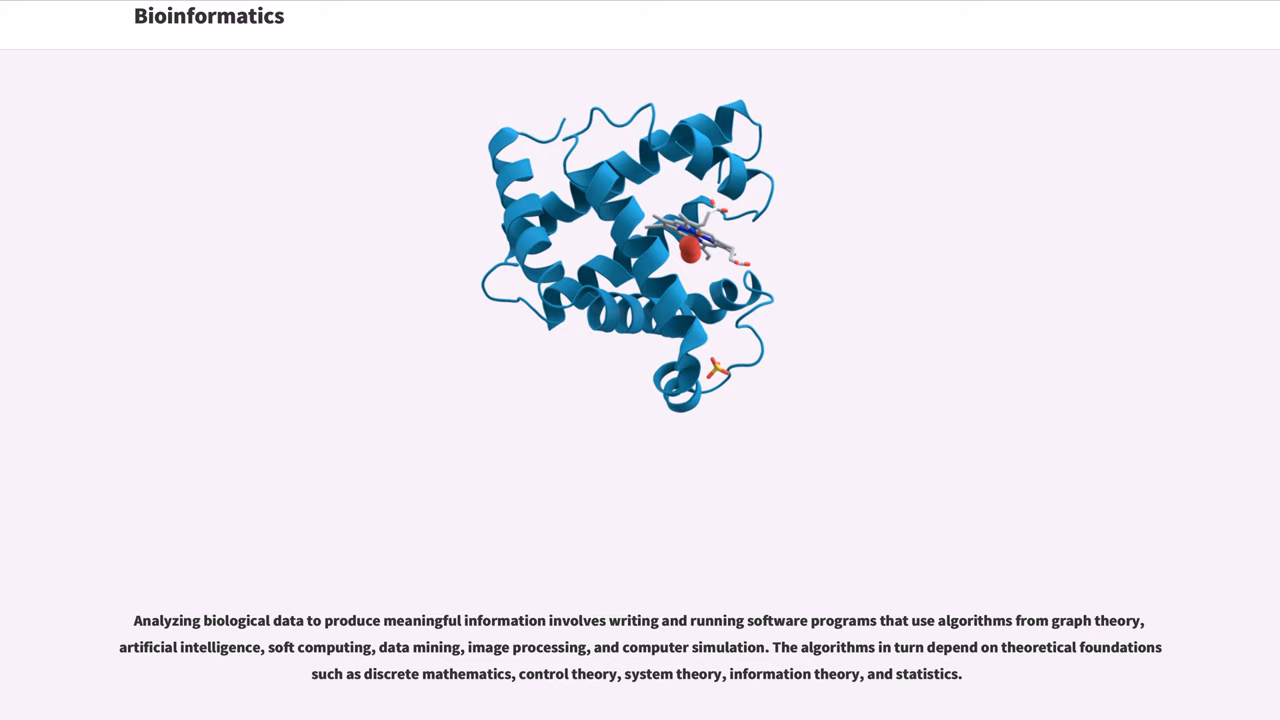 Bioinformatics
Analyzing biological data to produce meaningful information involves writing and running software programs that use algorithms from graph theory,
artificial intelligence, soft computing, data mining, image processing, and computer simulation. The algorithms in turn depend on theoretical foundations
such as discrete mathematics, control theory, system theory, information theory, and statistics.